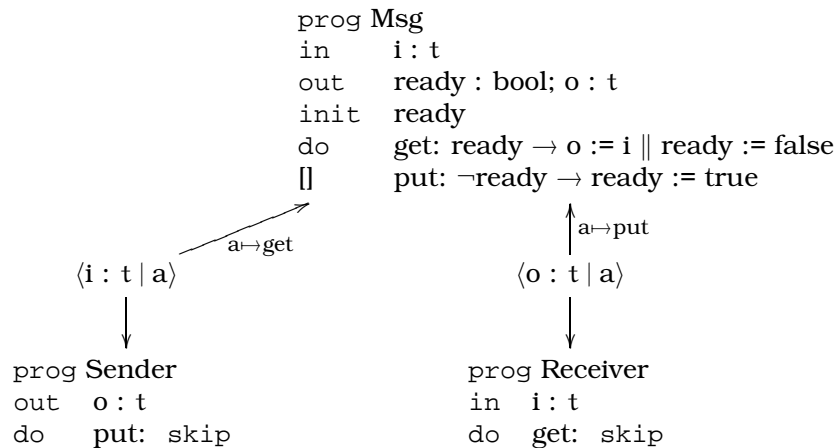 prog Msg
in i : t
out ready : bool; o : t
init ready
do get: ready → o := i ∥ ready := false
[] put: ¬ready → ready := true
a↦get
a↦put
⟨i : t | a⟩
⟨o : t | a⟩
prog Sender
out o : t
do put: skip
prog Receiver
in i : t
do get: skip